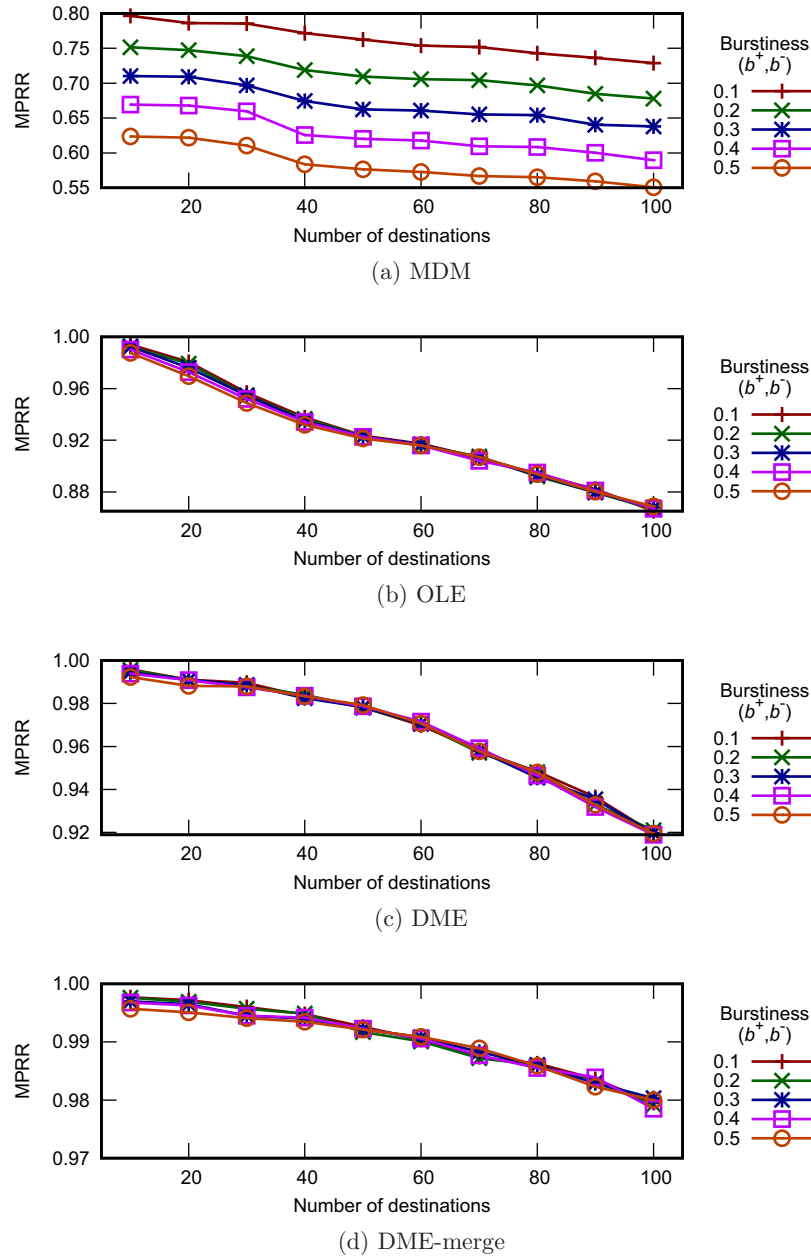 0.80
0.75
0.70
0.65
0.60
0.55
MPRR
20 40 60 80 100
Number of destinations
Burstiness
(b⁺,b⁻)
0.1
0.2
0.3
0.4
0.5
(a) MDM
1.00
0.96
0.92
0.88
MPRR
20 40 60 80 100
Number of destinations
Burstiness
(b⁺,b⁻)
0.1
0.2
0.3
0.4
0.5
(b) OLE
1.00
0.98
0.96
0.94
0.92
MPRR
20 40 60 80 100
Number of destinations
Burstiness
(b⁺,b⁻)
0.1
0.2
0.3
0.4
0.5
(c) DME
1.00
0.99
0.98
0.97
MPRR
20 40 60 80 100
Number of destinations
Burstiness
(b⁺,b⁻)
0.1
0.2
0.3
0.4
0.5
(d) DME-merge